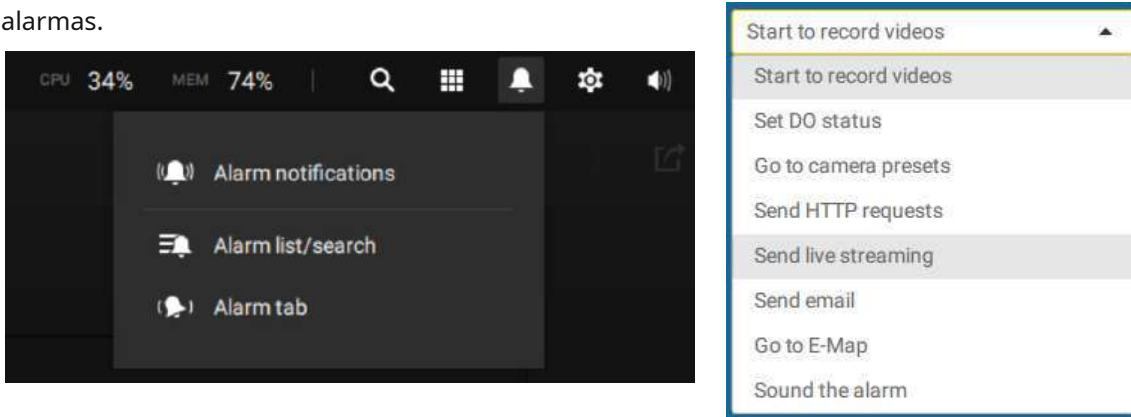 alarmas.
CPU 34% MEM 74%
Alarm notifications
Alarm list/search
Alarm tab
Start to record videos
Start to record videos
Set DO status
Go to camera presets
Send HTTP requests
Send live streaming
Send email
Go to E-Map
Sound the alarm